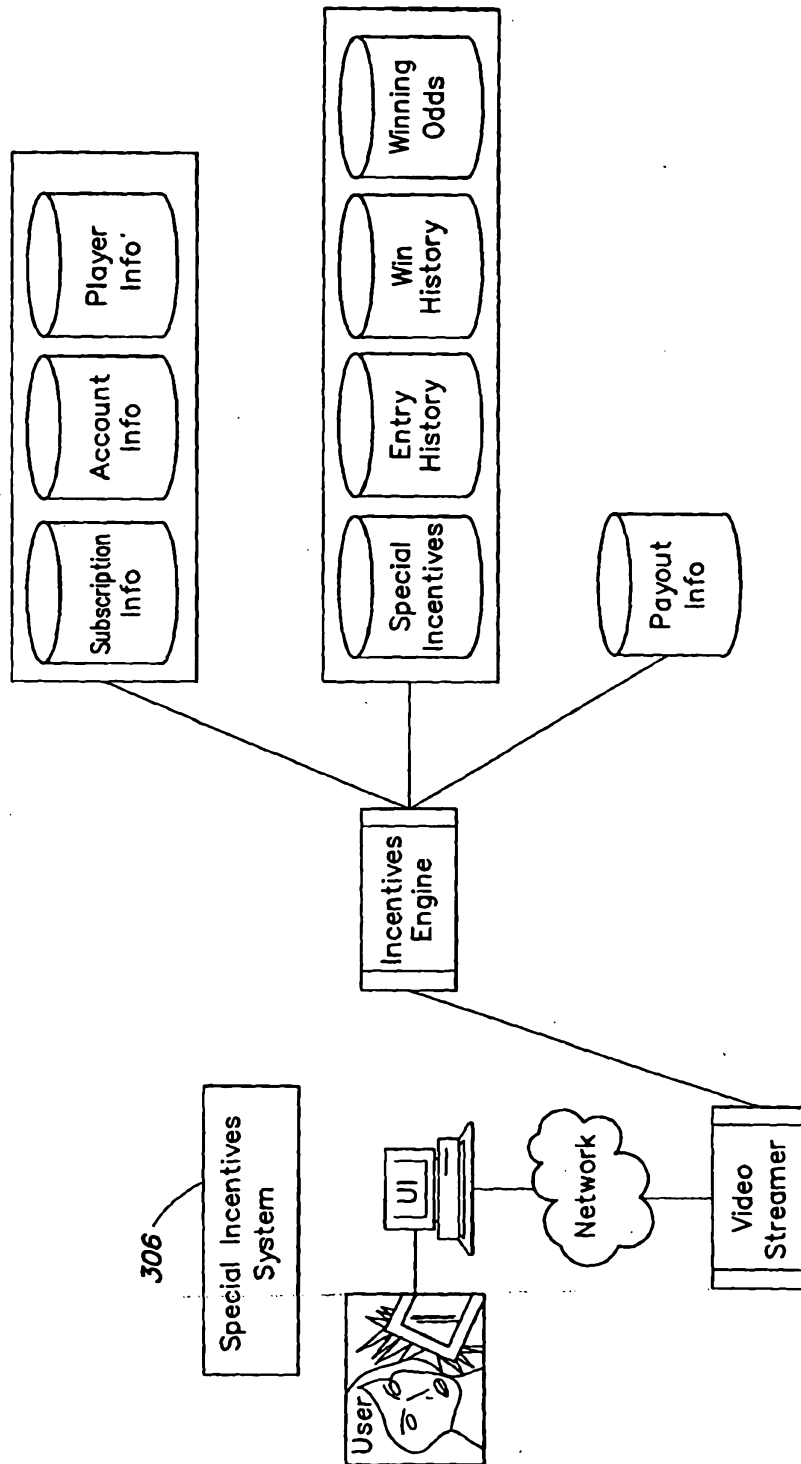 306
Special Incentives
System
User
UI
Network
Video
Streamer
Incentives
Engine
Subscription
Info
Account
Info
Player
Info'
Special
Incentives
Entry
History
Win
History
Winning
Odds
Payout
Info